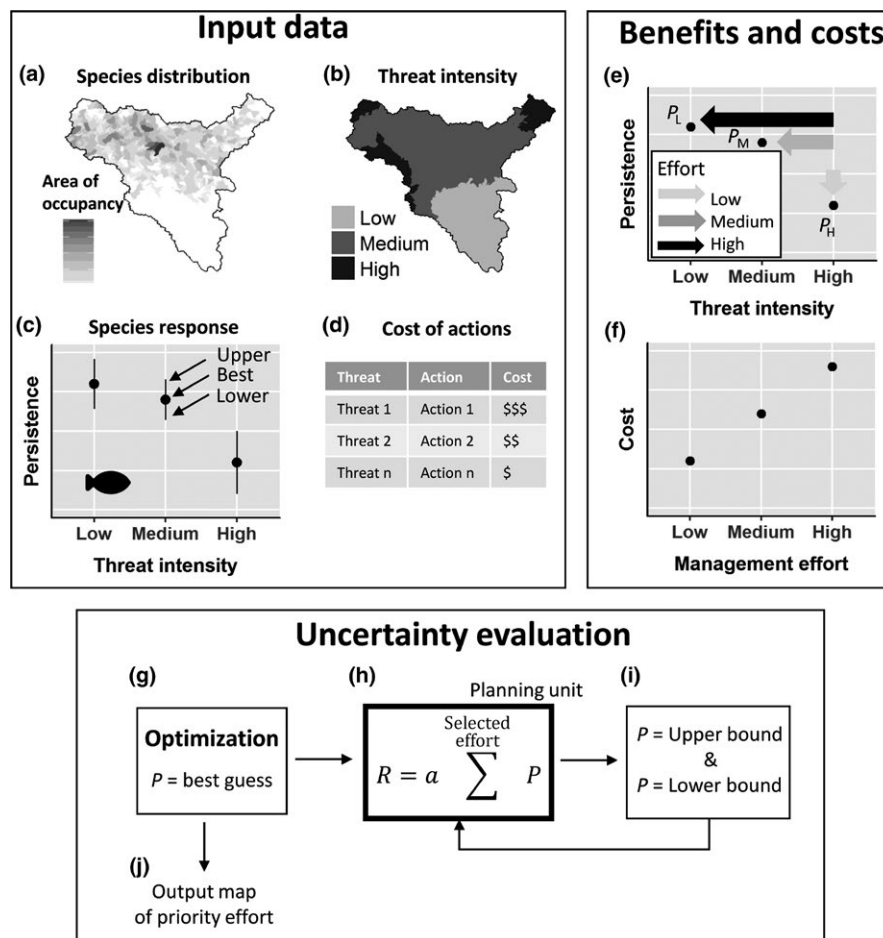 Input data
(a) Species distribution
Area of
occupancy
(b) Threat intensity
Low
Medium
High
(c) Species response
Persistence
Upper
Best
Lower
Low Medium High
Threat intensity
(d) Cost of actions
Threat Action Cost
Threat 1 Action 1 $$$
Threat 2 Action 2 $$
Threat n Action n $
Benefits and costs
(e)
Persistence
P_L
P_M
P_H
Effort
Low
Medium
High
Low Medium High
Threat intensity
(f)
Cost
Low Medium High
Management effort
Uncertainty evaluation
(g)
Optimization
P = best guess
(h)
Planning unit
Selected
effort
R = a ∑ P
(i)
P = Upper bound
&
P = Lower bound
(j)
Output map
of priority effort